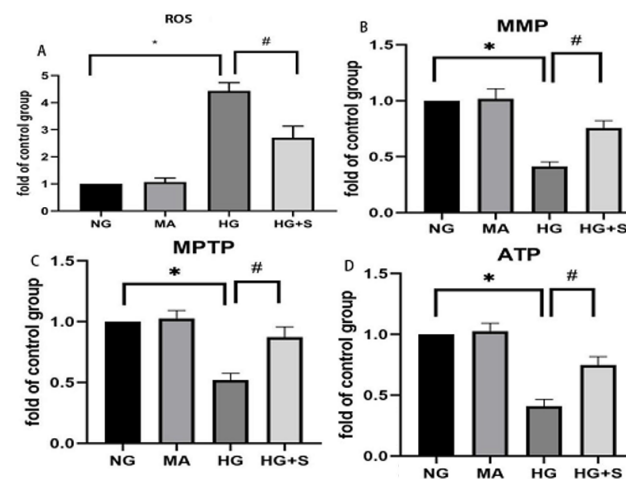 ROS
A
* #
fold of control group
5
4
3
2
1
0
NG MA HG HG+S
B
MMP
* #
fold of control group
1.5
1.0
0.5
0.0
NG MA HG HG+S
C
MPTP
* #
fold of control group
1.5
1.0
0.5
0.0
NG MA HG HG+S
D
ATP
* #
fold of control group
1.5
1.0
0.5
0.0
NG MA HG HG+S